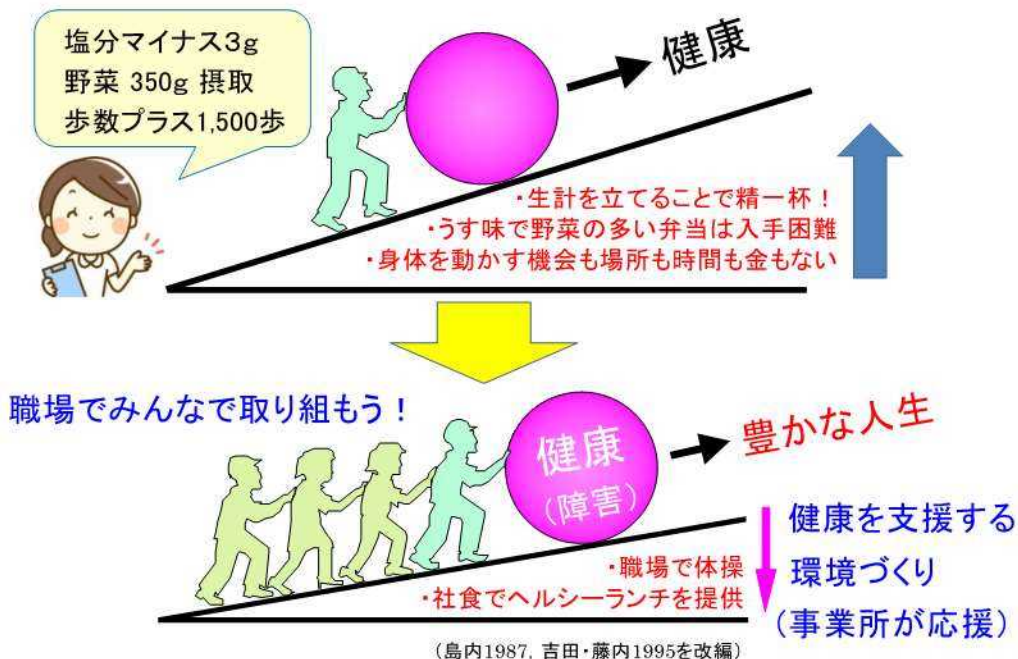 塩分マイナス3g
野菜 350g 摂取
歩数プラス1,500歩
健康
・生計を立てることで精一杯！
・うす味で野菜の多い弁当は入手困難
・身体を動かす機会も場所も時間も金もない
職場でみんなで取り組もう！
健康
（障害）
豊かな人生
・職場で体操
・社食でヘルシーランチを提供
健康を支援する
環境づくり
（事業所が応援）
（島内1987, 吉田・藤内1995を改編）